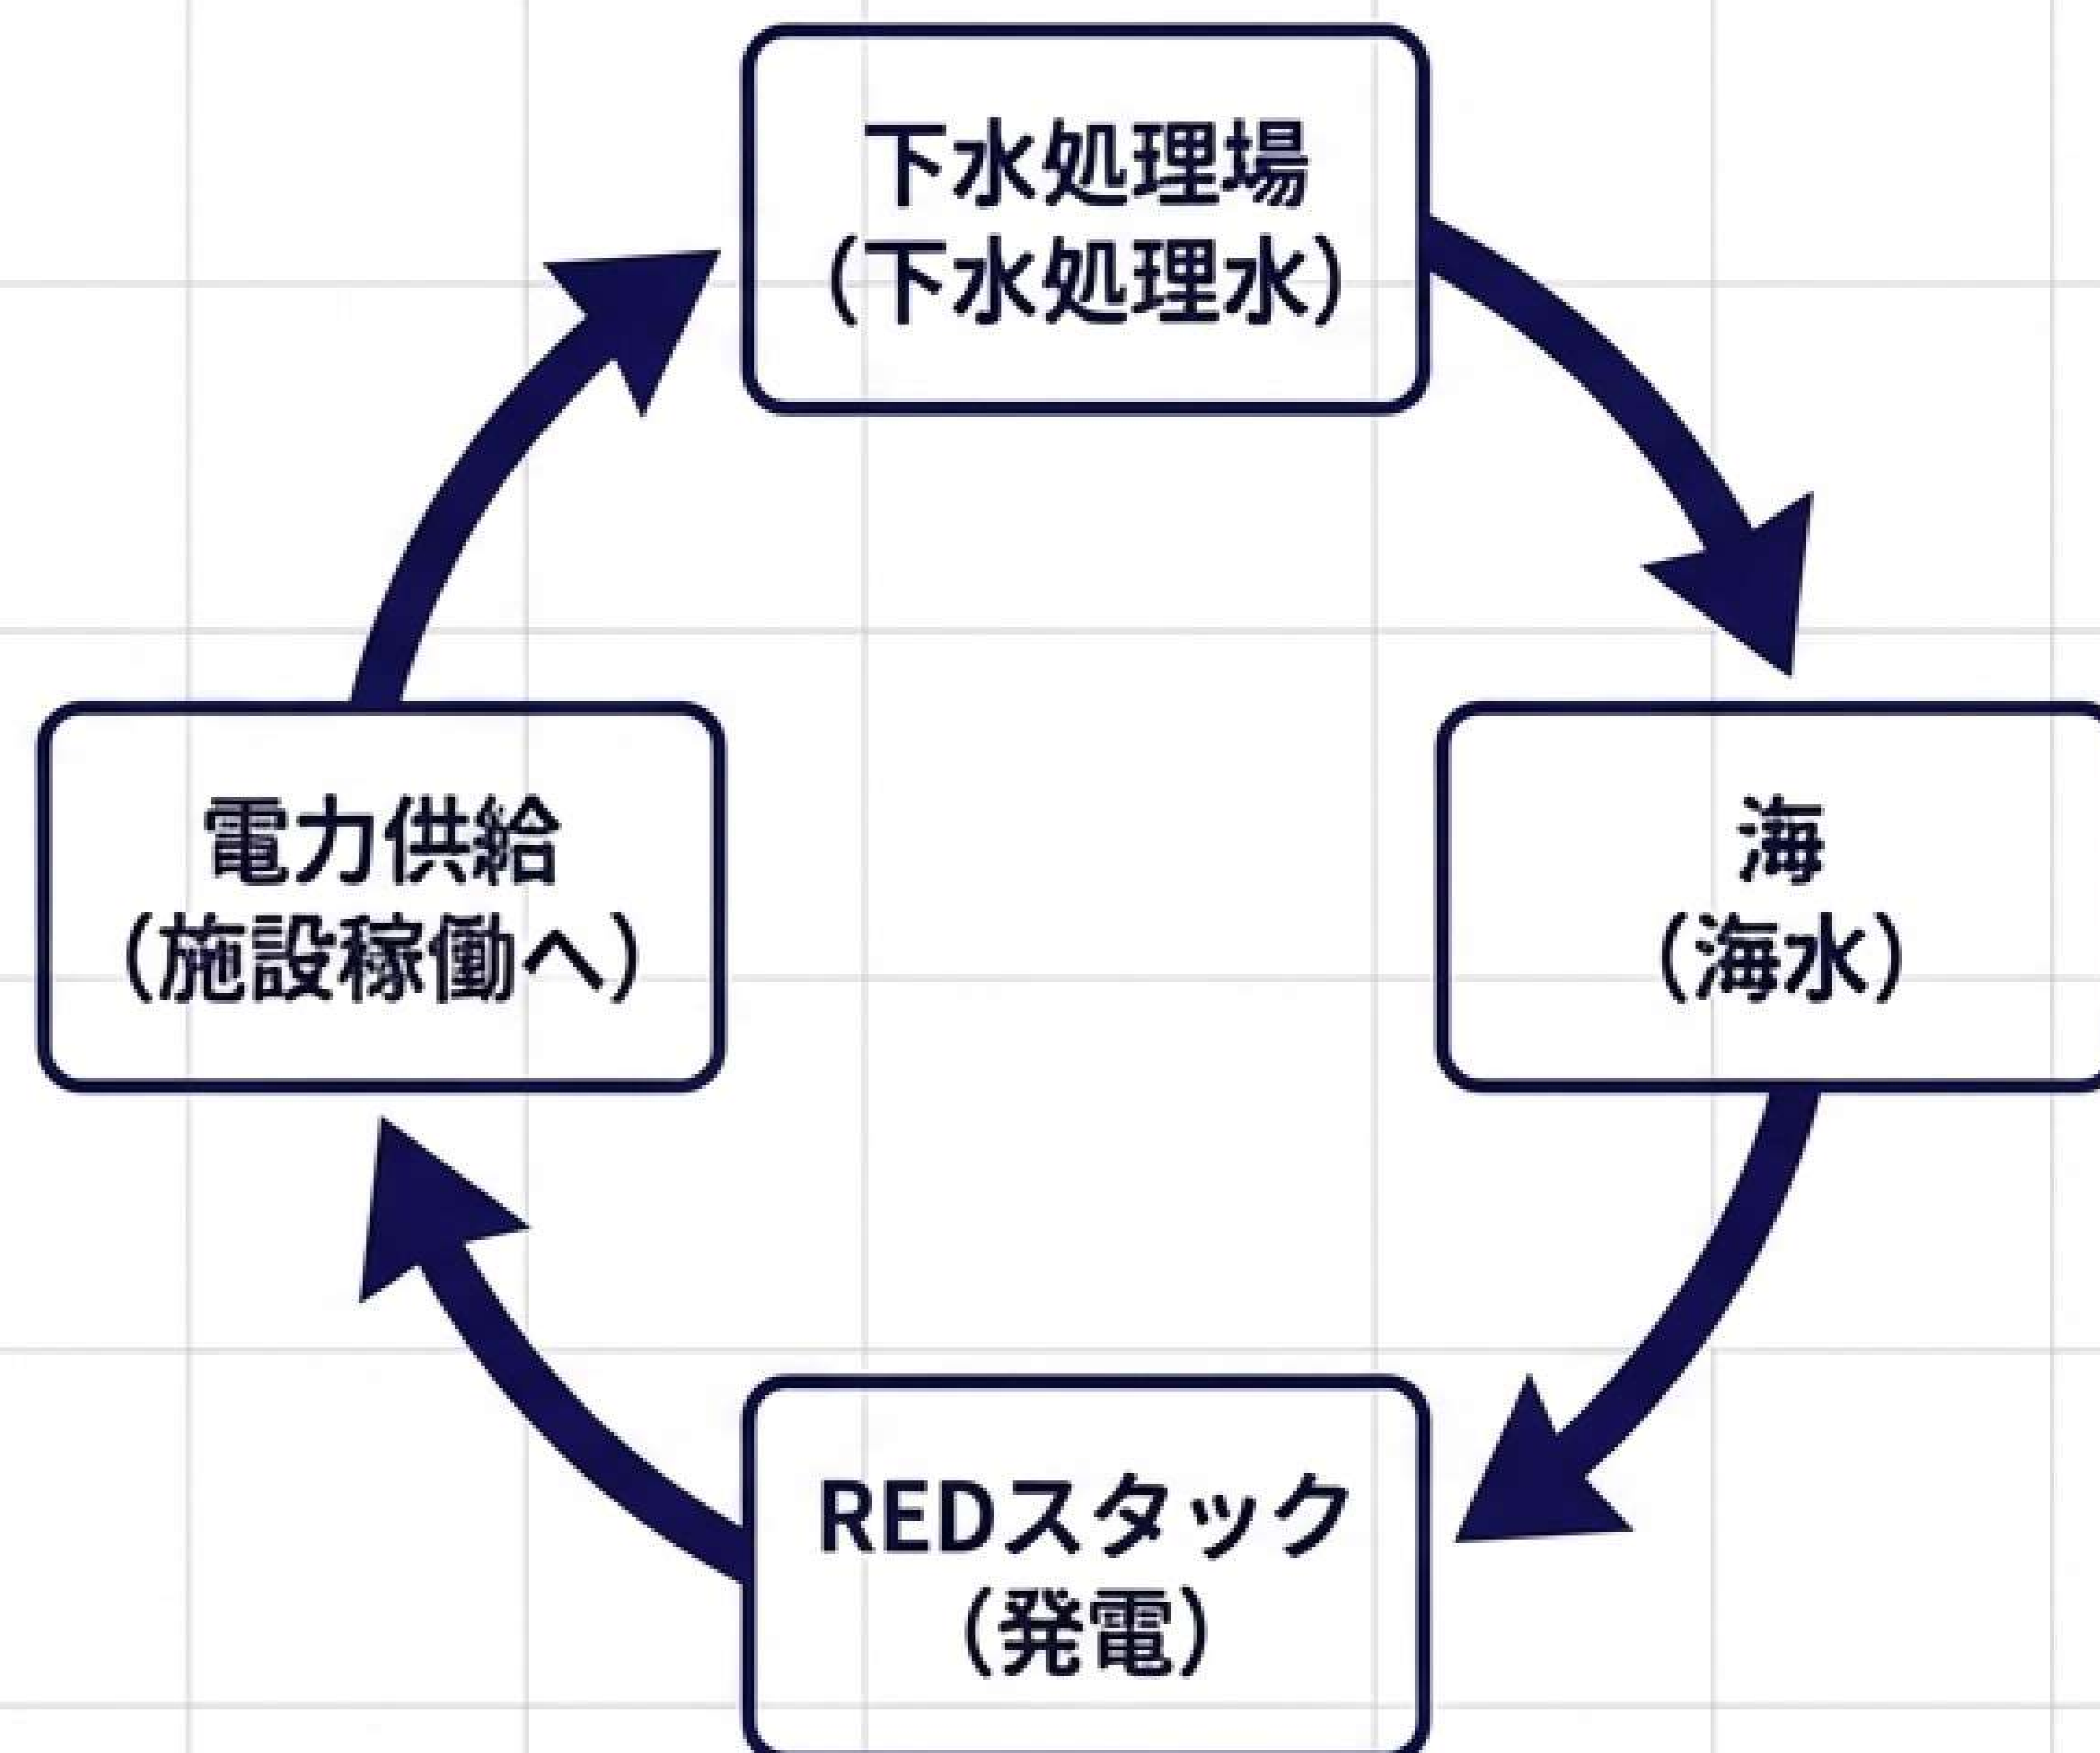 下水処理場
（下水処理水）
電力供給
（施設稼働へ）
海
（海水）
REDスタック
（発電）